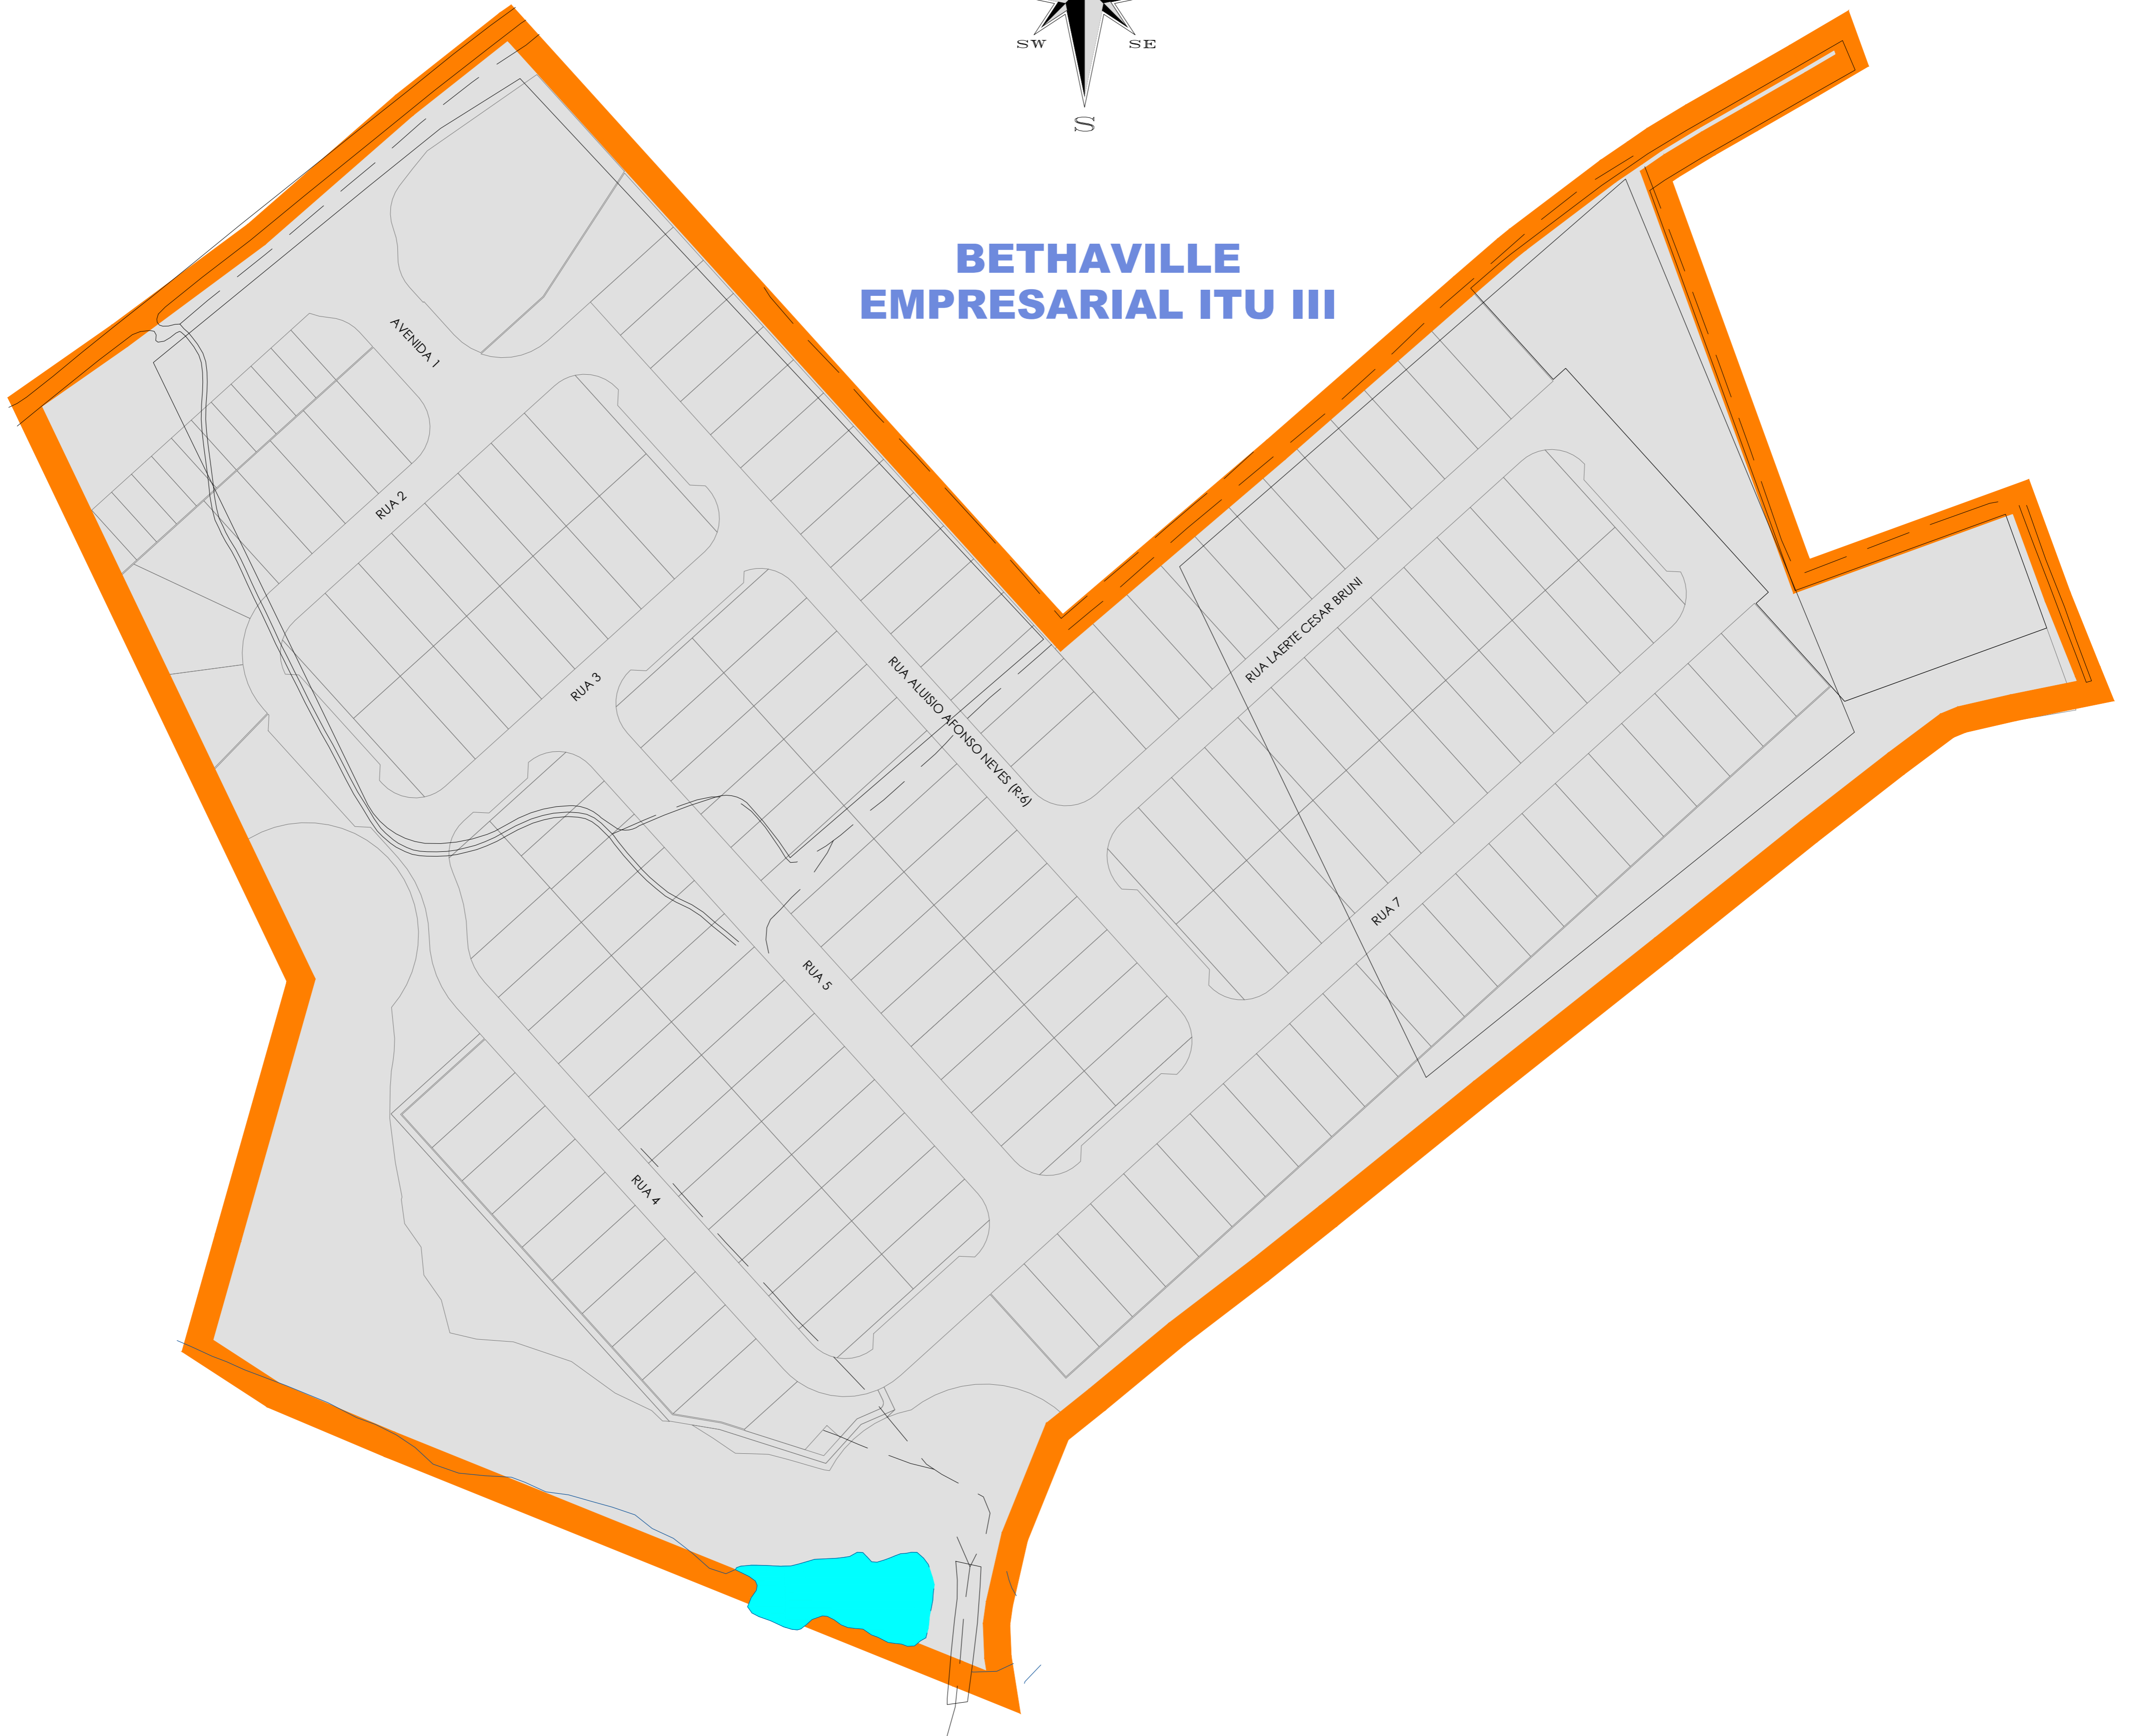 SW
SE
S
BETHAVILLE
EMPRESARIAL ITU III
AVENIDA 1
RUA 2
RUA 3
RUA ALUISIO AFONSO NEVES (R:6)
RUA LAERTE CESAR BRUNI
RUA 7
RUA 5
RUA 4